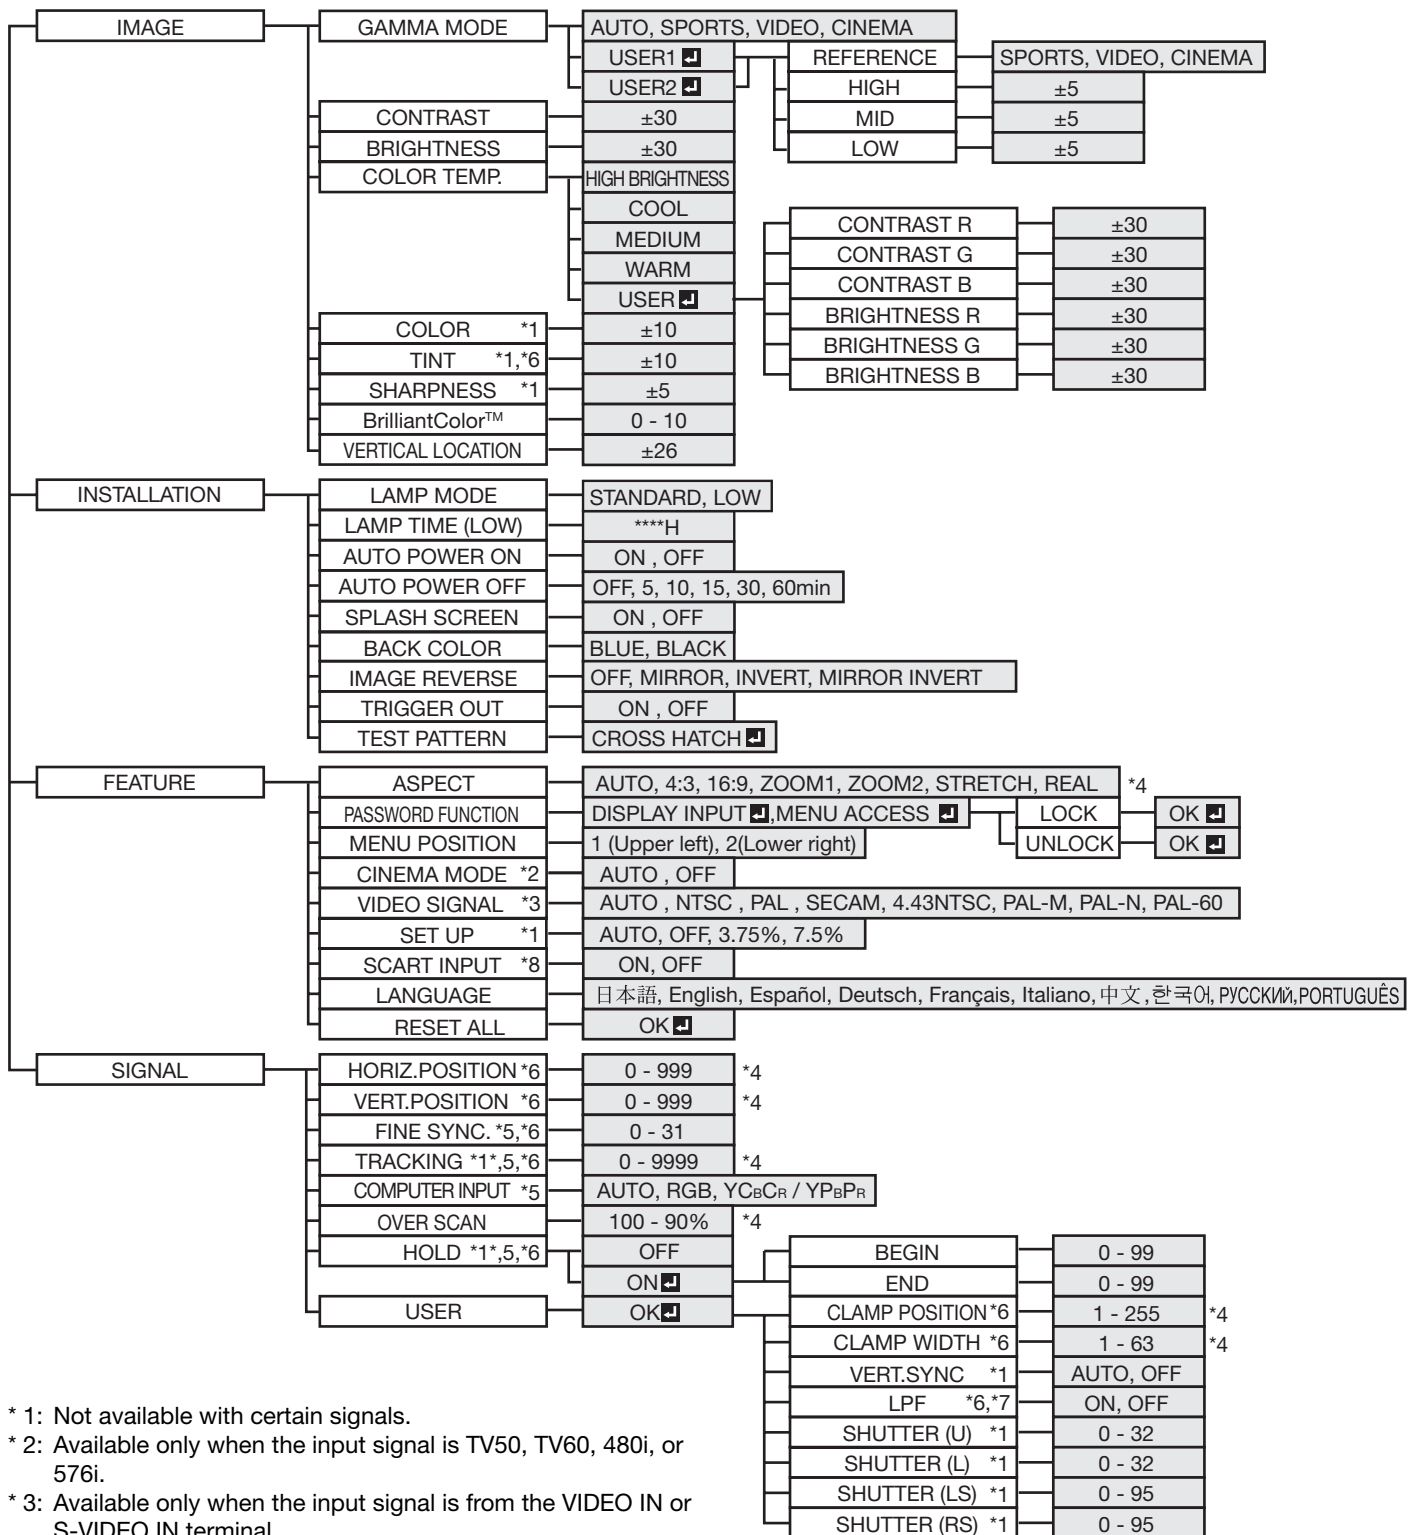 IMAGE GAMMA MODE AUTO, SPORTS, VIDEO, CINEMA
USER1 REFERENCE SPORTS, VIDEO, CINEMA
USER2 HIGH ±5
CONTRAST ±30 MID ±5
BRIGHTNESS ±30 LOW ±5
COLOR TEMP. HIGH BRIGHTNESS
COOL CONTRAST R ±30
MEDIUM CONTRAST G ±30
WARM CONTRAST B ±30
USER BRIGHTNESS R ±30
COLOR *1 ±10 BRIGHTNESS G ±30
TINT *1,*6 ±10 BRIGHTNESS B ±30
SHARPNESS *1 ±5
BrilliantColor™ 0 - 10
VERTICAL LOCATION ±26
INSTALLATION LAMP MODE STANDARD, LOW
LAMP TIME (LOW) ****H
AUTO POWER ON ON , OFF
AUTO POWER OFF OFF, 5, 10, 15, 30, 60min
SPLASH SCREEN ON , OFF
BACK COLOR BLUE, BLACK
IMAGE REVERSE OFF, MIRROR, INVERT, MIRROR INVERT
TRIGGER OUT ON , OFF
TEST PATTERN CROSS HATCH
FEATURE ASPECT AUTO, 4:3, 16:9, ZOOM1, ZOOM2, STRETCH, REAL *4
PASSWORD FUNCTION DISPLAY INPUT ,MENU ACCESS LOCK OK
MENU POSITION 1 (Upper left), 2(Lower right) UNLOCK OK
CINEMA MODE *2 AUTO , OFF
VIDEO SIGNAL *3 AUTO , NTSC , PAL , SECAM, 4.43NTSC, PAL-M, PAL-N, PAL-60
SET UP *1 AUTO, OFF, 3.75%, 7.5%
SCART INPUT *8 ON, OFF
LANGUAGE 日本語, English, Español, Deutsch, Français, Italiano, 中文 , 한국어, РУССКИЙ, PORTUGUÊS
RESET ALL OK
SIGNAL HORIZ.POSITION *6 0 - 999 *4
VERT.POSITION *6 0 - 999 *4
FINE SYNC. *5,*6 0 - 31
TRACKING *1*,5,*6 0 - 9999 *4
COMPUTER INPUT *5 AUTO, RGB, YCBCR / YPBPR
OVER SCAN 100 - 90% *4
HOLD *1*,5,*6 OFF BEGIN 0 - 99
ON END 0 - 99
USER OK CLAMP POSITION *6 1 - 255 *4
CLAMP WIDTH *6 1 - 63 *4
VERT.SYNC *1 AUTO, OFF
LPF *6,*7 ON, OFF
SHUTTER (U) *1 0 - 32
SHUTTER (L) *1 0 - 32
SHUTTER (LS) *1 0 - 95
SHUTTER (RS) *1 0 - 95
* 1: Not available with certain signals.
* 2: Available only when the input signal is TV50, TV60, 480i, or
576i.
* 3: Available only when the input signal is from the VIDEO IN or
S-VIDEO IN terminal